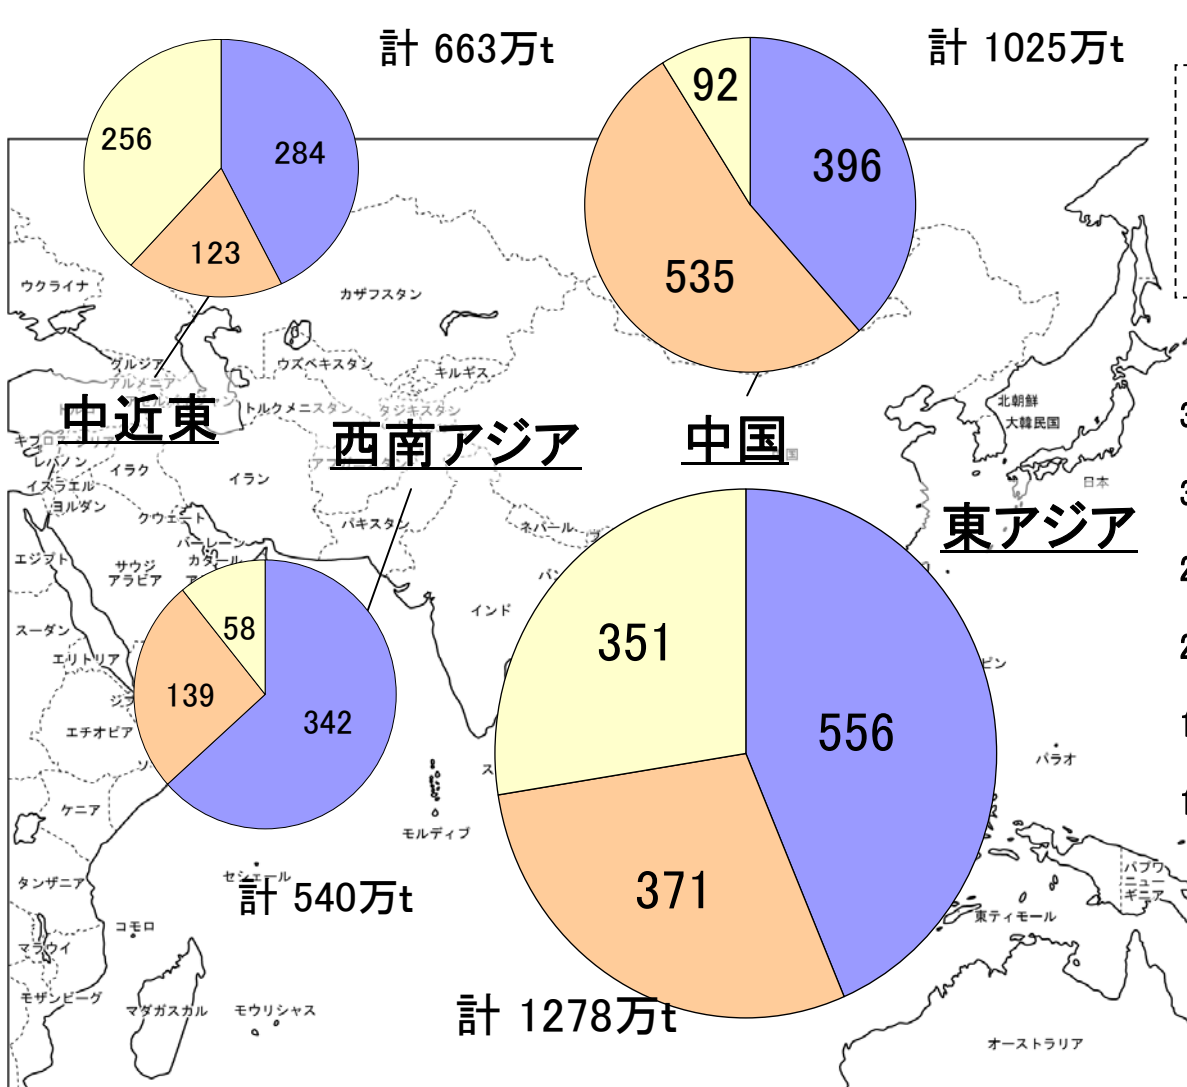 計 663万t
計 1025万t
92
256
284
396
123
535
ウクライナ
カザフスタン
グルジア
ウズベキスタン
キルギス
アルメニア
トルクメニスタン
タジキスタン
北朝鮮
大韓民国
中近東
西南アジア
中国
国
レバノン
イラク
イラン
日本
イスラエル
ヨルダン
クウェート
パキスタン
ネパール
東アジア
バーレーン
エジプト
サウジ
アラビア
カタール
インド
58
351
スーダン
エリトリア
139
342
556
エチオピア
パラオ
ケニア
モルディブ
セシェール
タンザニア
計 540万t
371
パプワ
ニュー
ギニア
コモロ
東ティモール
マラウイ
モザンビーグ
マダガスカル
モウリシャス
計 1278万t
オーストラリア